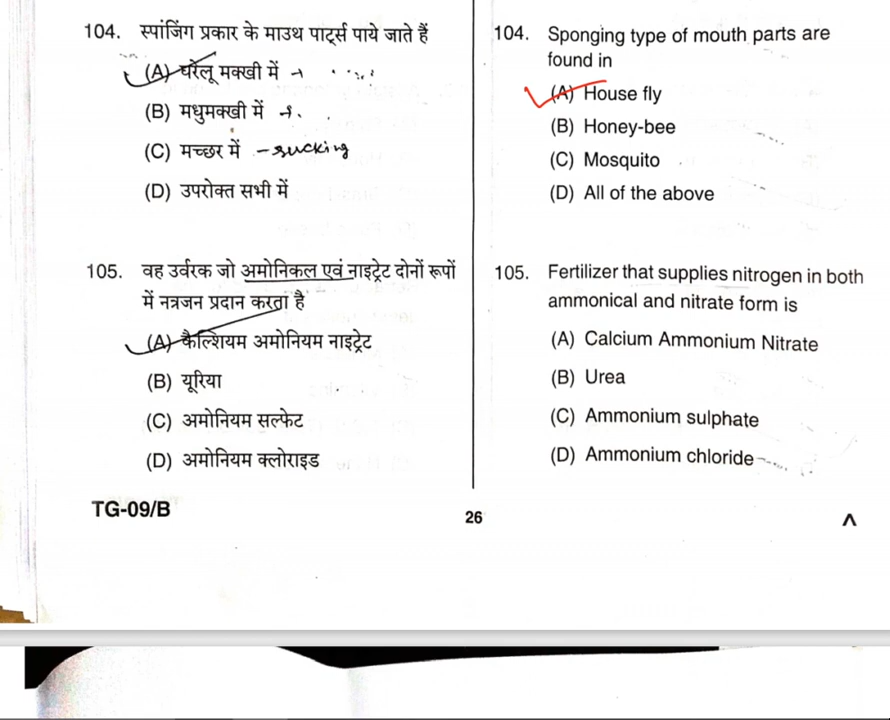 104. स्पांजिंग प्रकार के माउथ पार्ट्स पाये जाते हैं
(A) घरेलू मक्खी में
(B) मधुमक्खी में
(C) मच्छर में - sucking
(D) उपरोक्त सभी में
105. वह उर्वरक जो अमोनिकल एवं नाइट्रेट दोनों रूपों
में नत्रजन प्रदान करता है
(A) कैल्शियम अमोनियम नाइट्रेट
(B) यूरिया
(C) अमोनियम सल्फेट
(D) अमोनियम क्लोराइड
104. Sponging type of mouth parts are
found in
(A) House fly
(B) Honey-bee
(C) Mosquito
(D) All of the above
105. Fertilizer that supplies nitrogen in both
ammonical and nitrate form is
(A) Calcium Ammonium Nitrate
(B) Urea
(C) Ammonium sulphate
(D) Ammonium chloride
TG-09/B
26